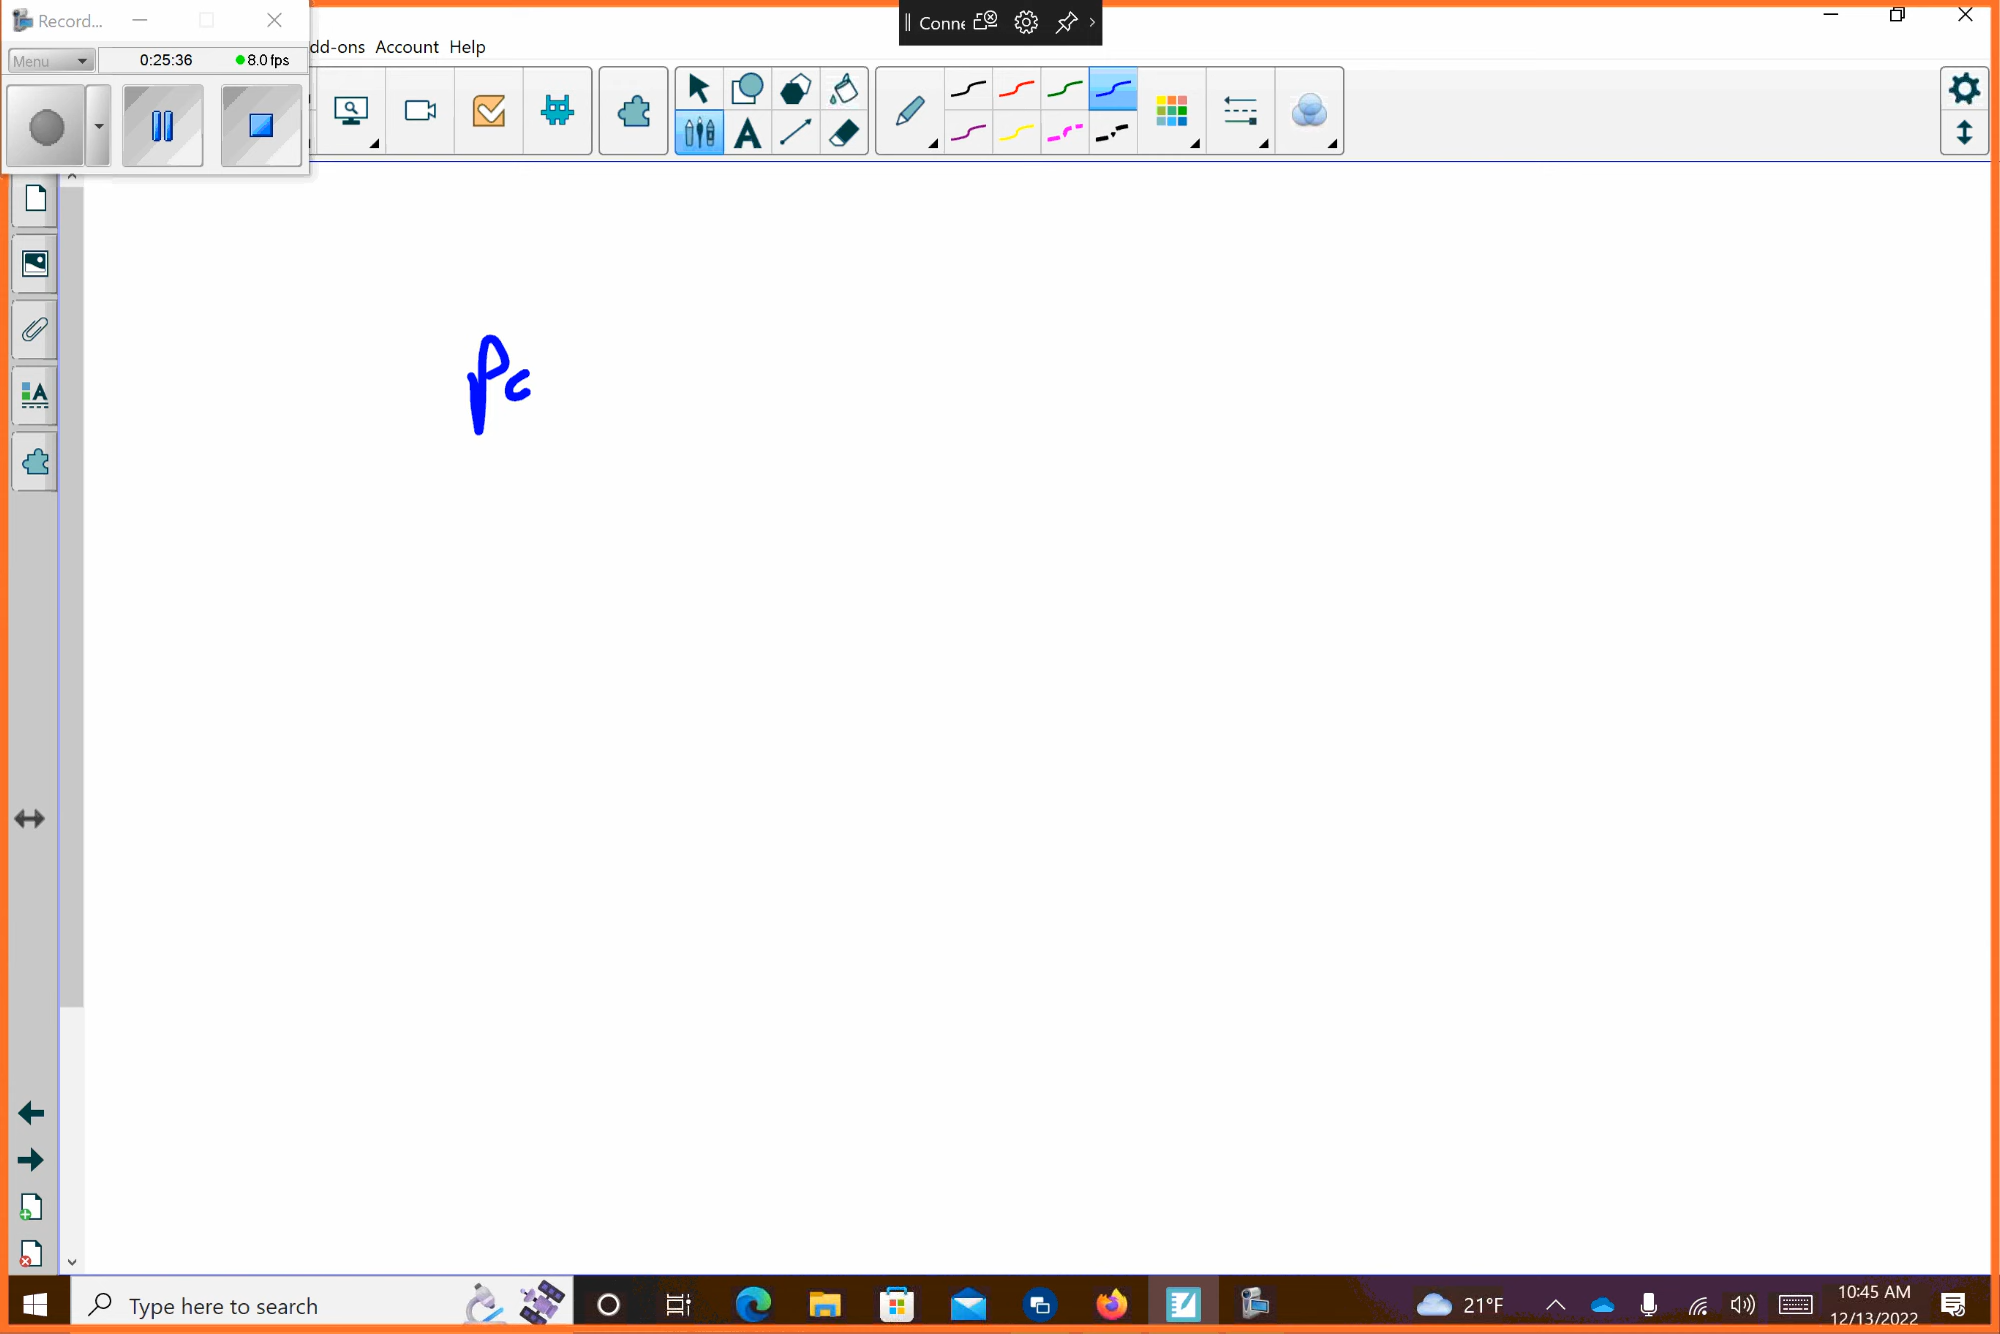 Record...
Conne
dd-ons Account Help
Menu 0:25:36 8.0 fps
Pc
Type here to search
21°F
10:45 AM
12/13/2022